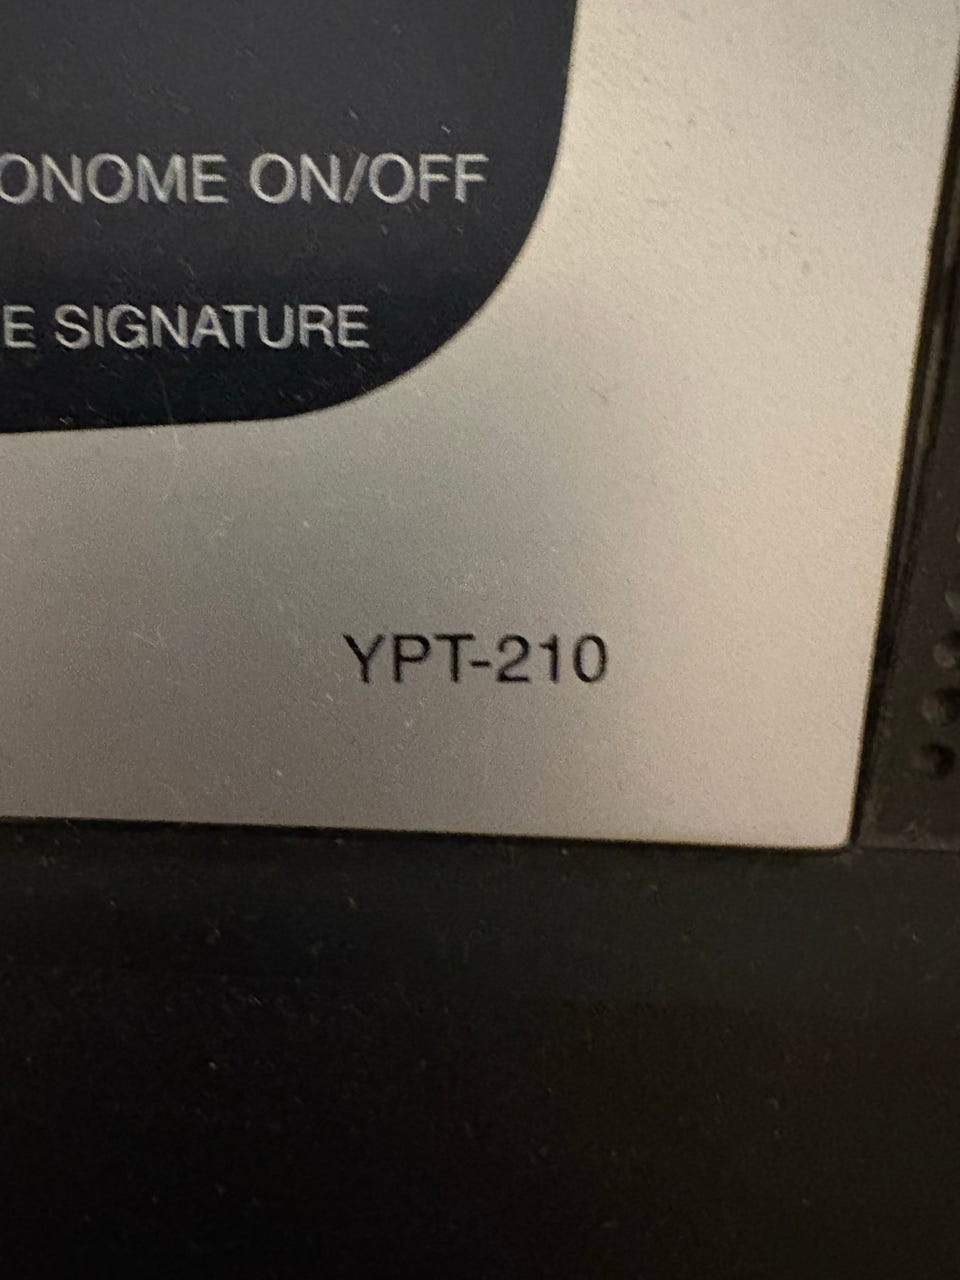 ONOME ON/OFF
E SIGNATURE
YPT-210